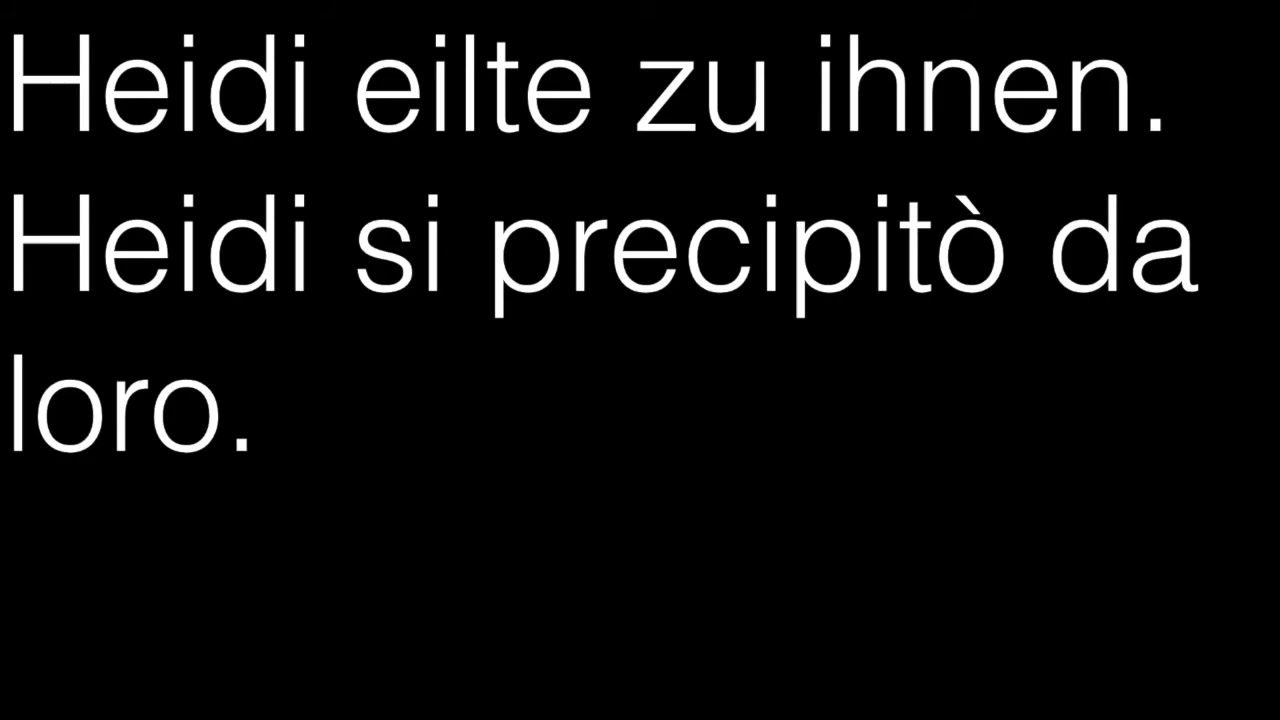 Heidi eilte zu ihnen.
Heidi si precipitò da
loro.